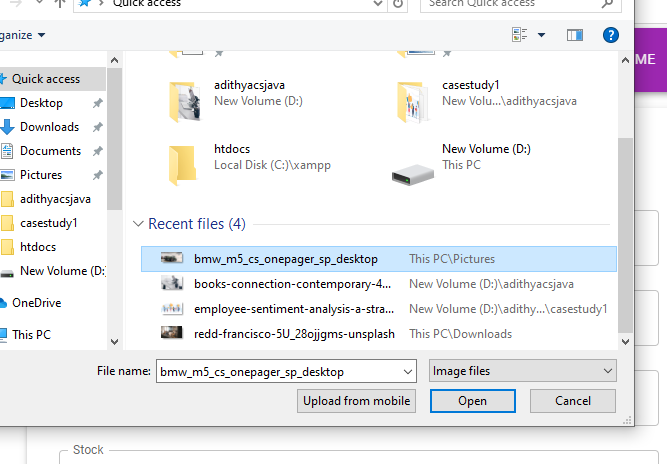 Quick access
Search Quick access
ganize
ME
Quick access
Desktop
Downloads
Documents
Pictures
adithyacsjava
casestudy1
htdocs
New Volume (D:)
OneDrive
This PC
adithyacsjava
New Volume (D:)
casestudy1
New Volu...\adithyacsjava
htdocs
Local Disk (C:)\xampp
New Volume (D:)
This PC
Recent files (4)
bmw_m5_cs_onepager_sp_desktop This PC\Pictures
books-connection-contemporary-4... New Volume (D:)\adithyacsjava
employee-sentiment-analysis-a-stra... New Volume (D:)\adithy...\casestudy1
redd-francisco-5U_28ojjgms-unsplash This PC\Downloads
File name: bmw_m5_cs_onepager_sp_desktop Image files
Upload from mobile Open Cancel
Stock